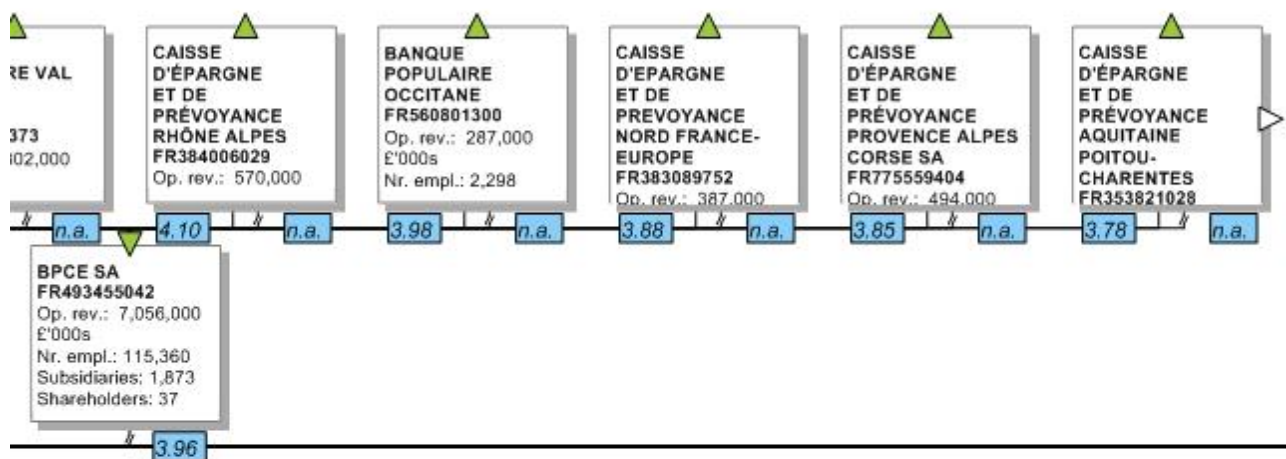 RE VAL
373
302,000
CAISSE
D'ÉPARGNE
ET DE
PRÉVOYANCE
RHÔNE ALPES
FR384006029
Op. rev.: 570,000
BANQUE
POPULAIRE
OCCITANE
FR560801300
Op. rev.: 287,000
£'000s
Nr. empl.: 2,298
CAISSE
D'EPARGNE
ET DE
PREVOYANCE
NORD FRANCE-
EUROPE
FR383089752
Op. rev.: 387,000
CAISSE
D'ÉPARGNE
ET DE
PRÉVOYANCE
PROVENCE ALPES
CORSE SA
FR775559404
Op. rev.: 494,000
CAISSE
D'ÉPARGNE
ET DE
PRÉVOYANCE
AQUITAINE
POITOU-
CHARENTES
FR353821028
n.a. 4.10 n.a. 3.98 n.a. 3.88 n.a. 3.85 n.a. 3.78 n.a.
BPCE SA
FR493455042
Op. rev.: 7,056,000
£'000s
Nr. empl.: 115,360
Subsidiaries: 1,873
Shareholders: 37
3.96